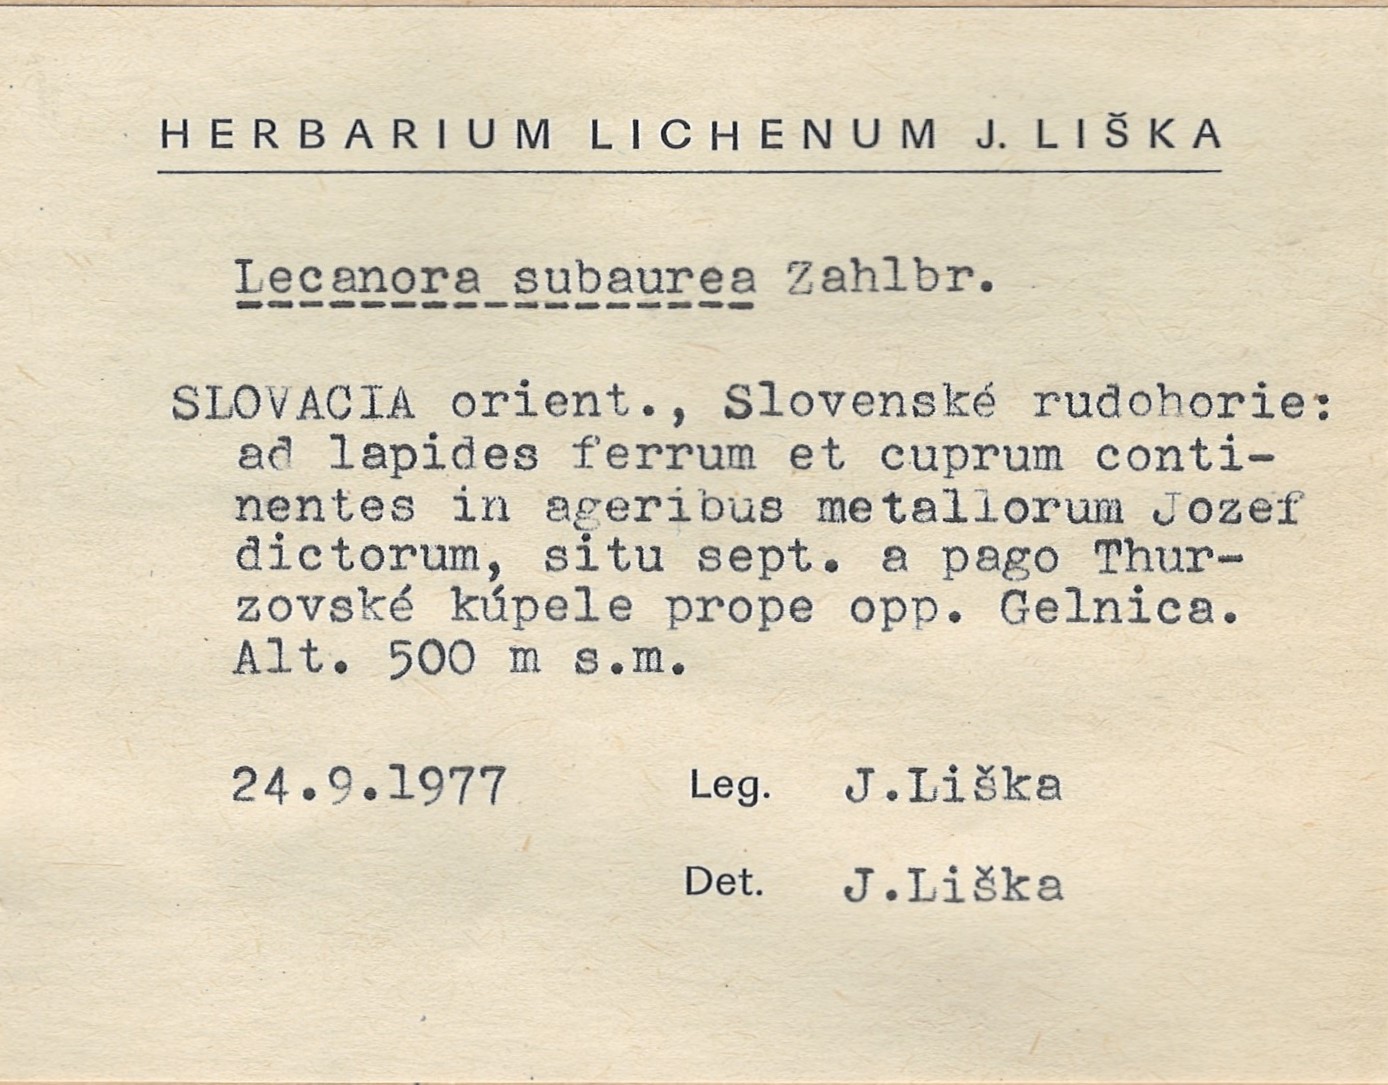 HERBARIUM LICHENUM J. LIŠKA
Lecanora subaurea Zahlbr.
SLOVACIA orient., Slovenské rudohorie:
ad lapides ferrum et cuprum conti-
nentes in ageribus metallorum Jozef
dictorum, situ sept. a pago Thur-
zovské kúpele prope opp. Gelnica.
Alt. 500 m s.m.
24.9.1977 Leg. J.Liška
Det. J.Liška